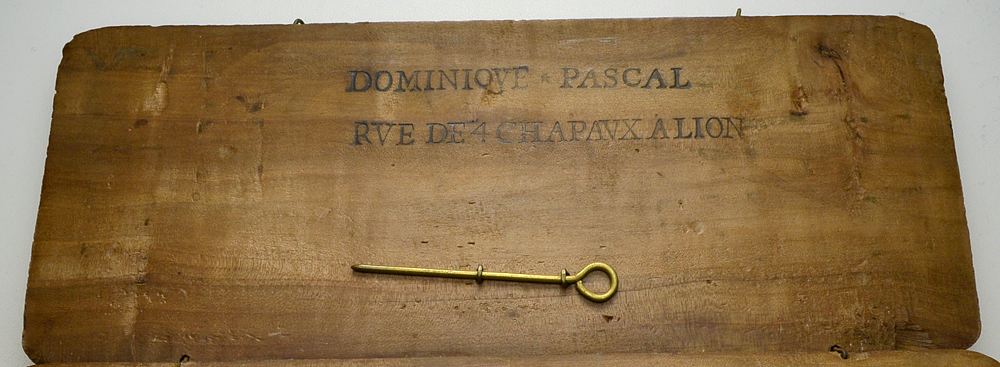 DOMINIQVE * PASCAL
RVE DE 4 CHAPAVX A LION